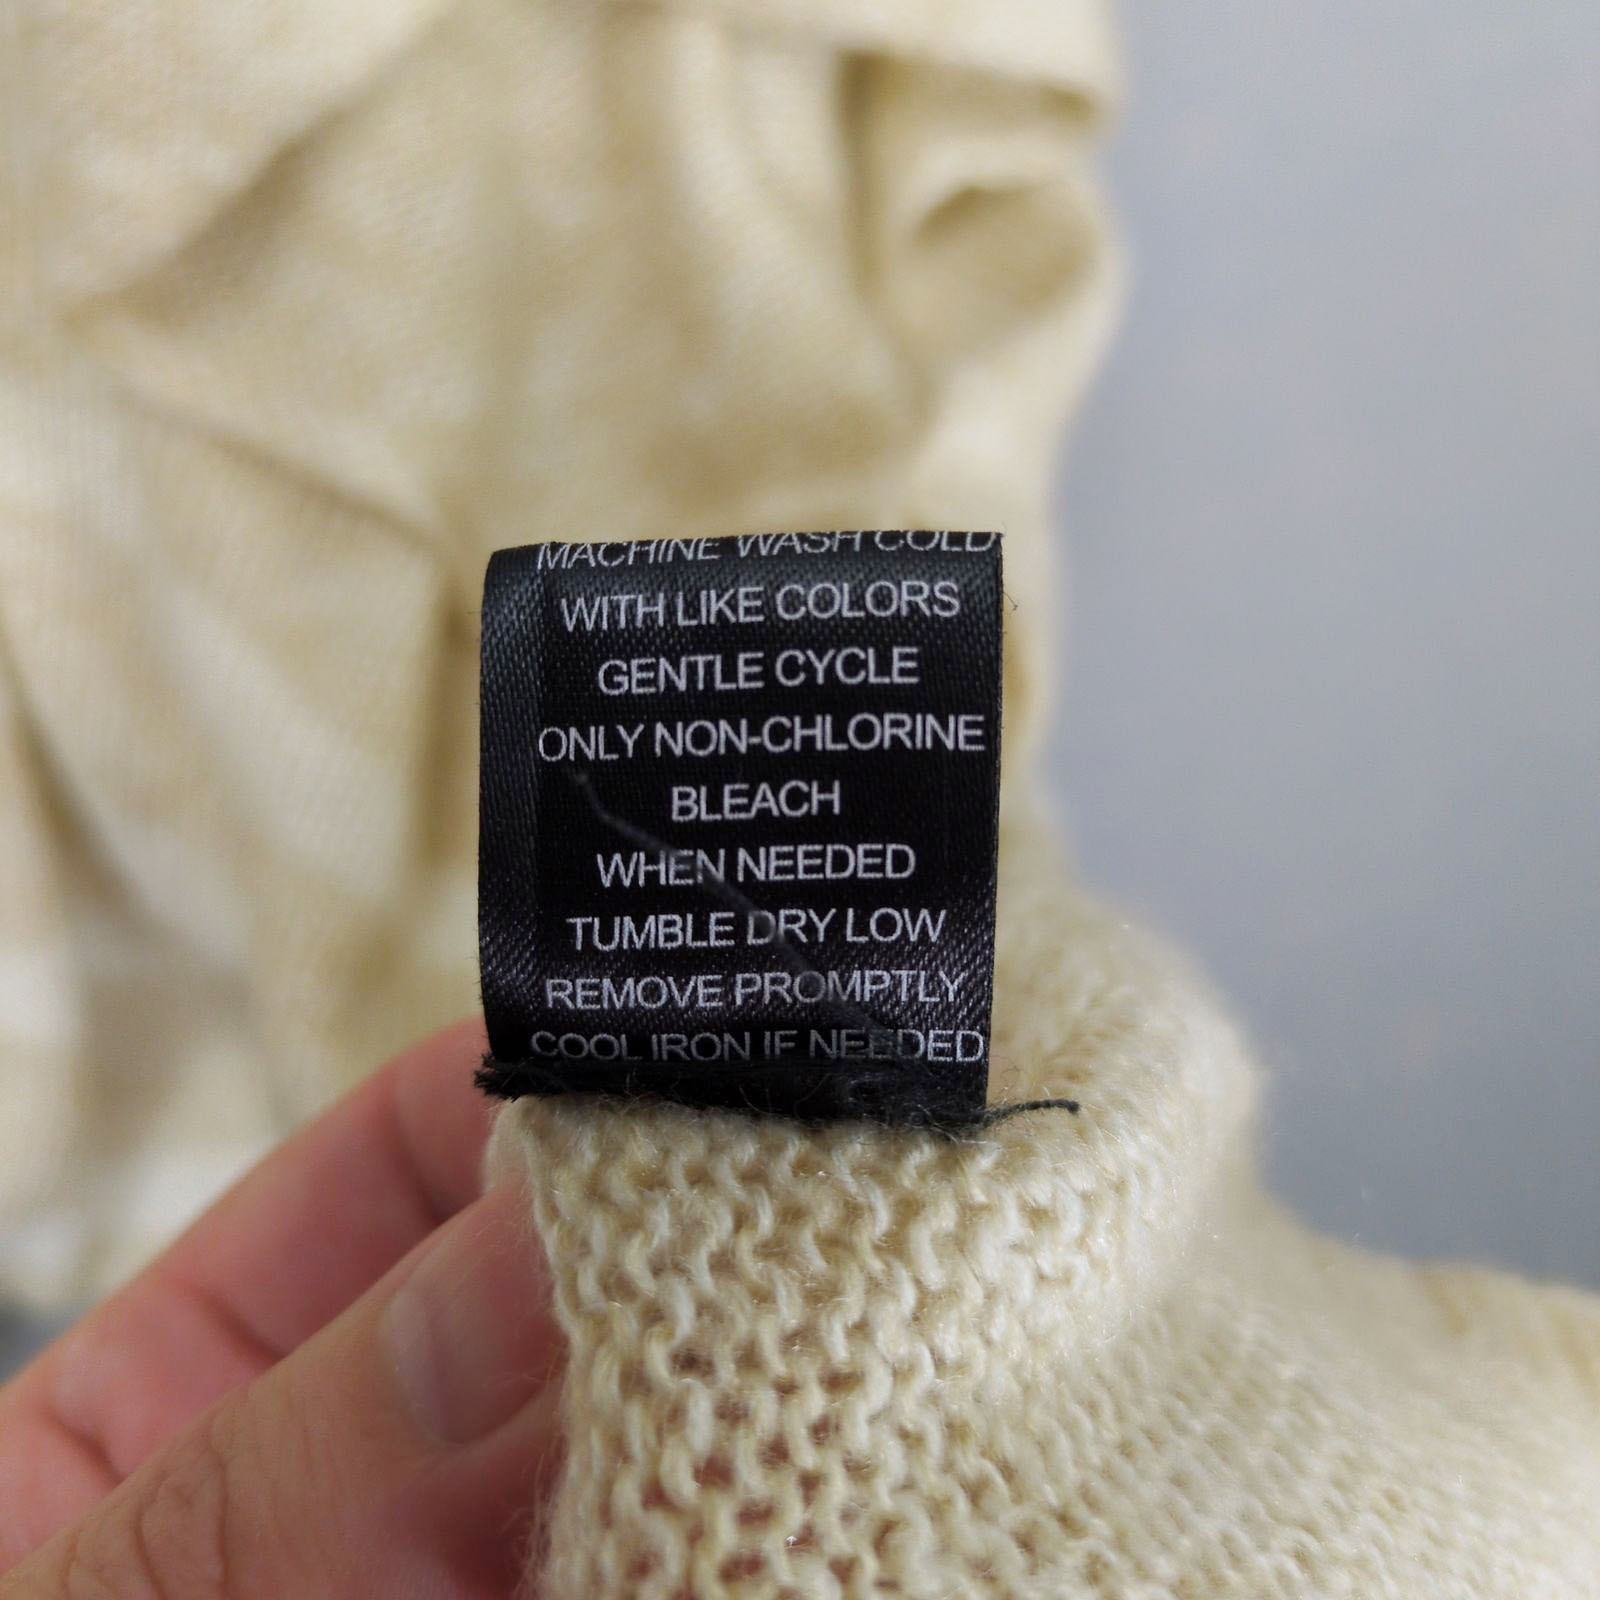 MACHINE WASH COLD
WITH LIKE COLORS
GENTLE CYCLE
ONLY NON-CHLORINE
BLEACH
WHEN NEEDED
TUMBLE DRY LOW
REMOVE PROMPTLY
COOL IRON IF NEEDED